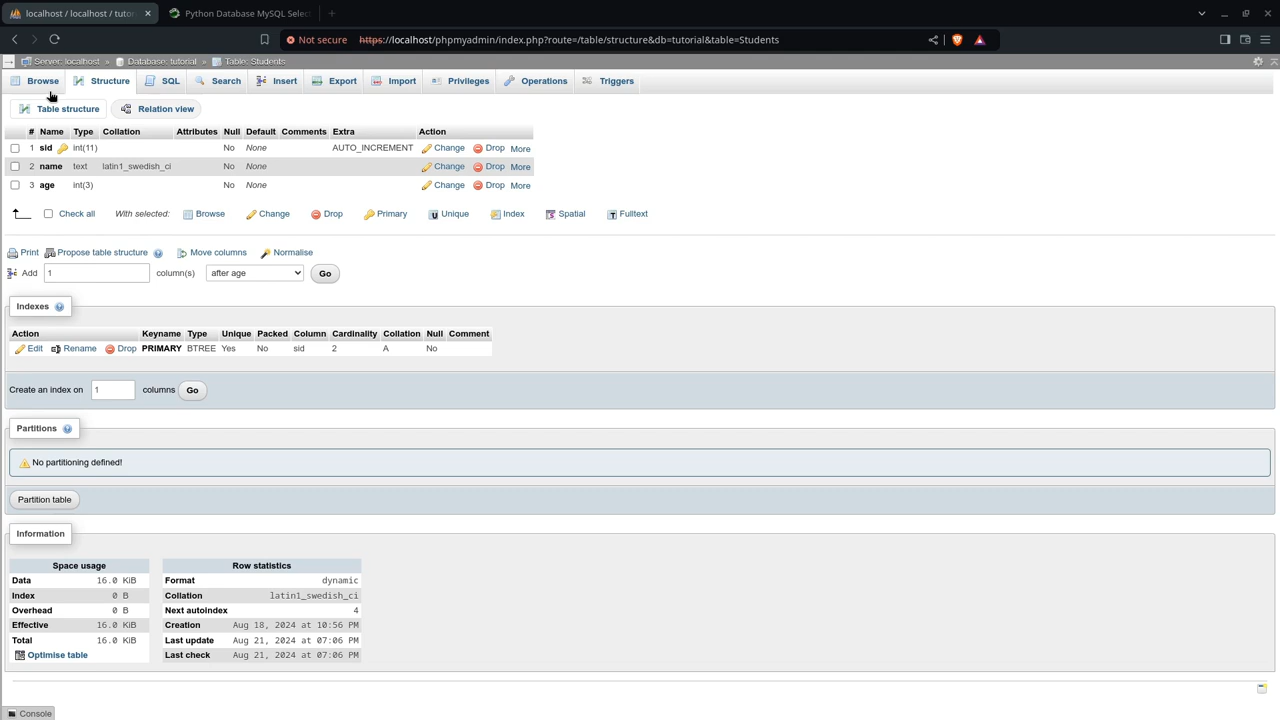 localhost / localhost / tutor
Python Database MySQL Selec
Not secure https://localhost/phpmyadmin/index.php?route=/table/structure&db=tutorial&table=Students
Server: localhost » Database: tutorial » Table: Students
Browse Structure SQL Search Insert Export Import Privileges Operations Triggers
Table structure Relation view
# Name Type Collation Attributes Null Default Comments Extra Action
1 sid int(11) No None AUTO_INCREMENT Change Drop More
2 name text latin1_swedish_ci No None Change Drop More
3 age int(3) No None Change Drop More
Check all With selected: Browse Change Drop Primary Unique Index Spatial Fulltext
Print Propose table structure Move columns Normalise
Add 1 column(s) after age Go
Indexes
Action Keyname Type Unique Packed Column Cardinality Collation Null Comment
Edit Rename Drop PRIMARY BTREE Yes No sid 2 A No
Create an index on 1 columns Go
Partitions
No partitioning defined!
Partition table
Information
Space usage
Data 16.0 KiB
Index 0 B
Overhead 0 B
Effective 16.0 KiB
Total 16.0 KiB
Optimise table
Row statistics
Format dynamic
Collation latin1_swedish_ci
Next autoindex 4
Creation Aug 18, 2024 at 10:56 PM
Last update Aug 21, 2024 at 07:06 PM
Last check Aug 21, 2024 at 07:06 PM
Console